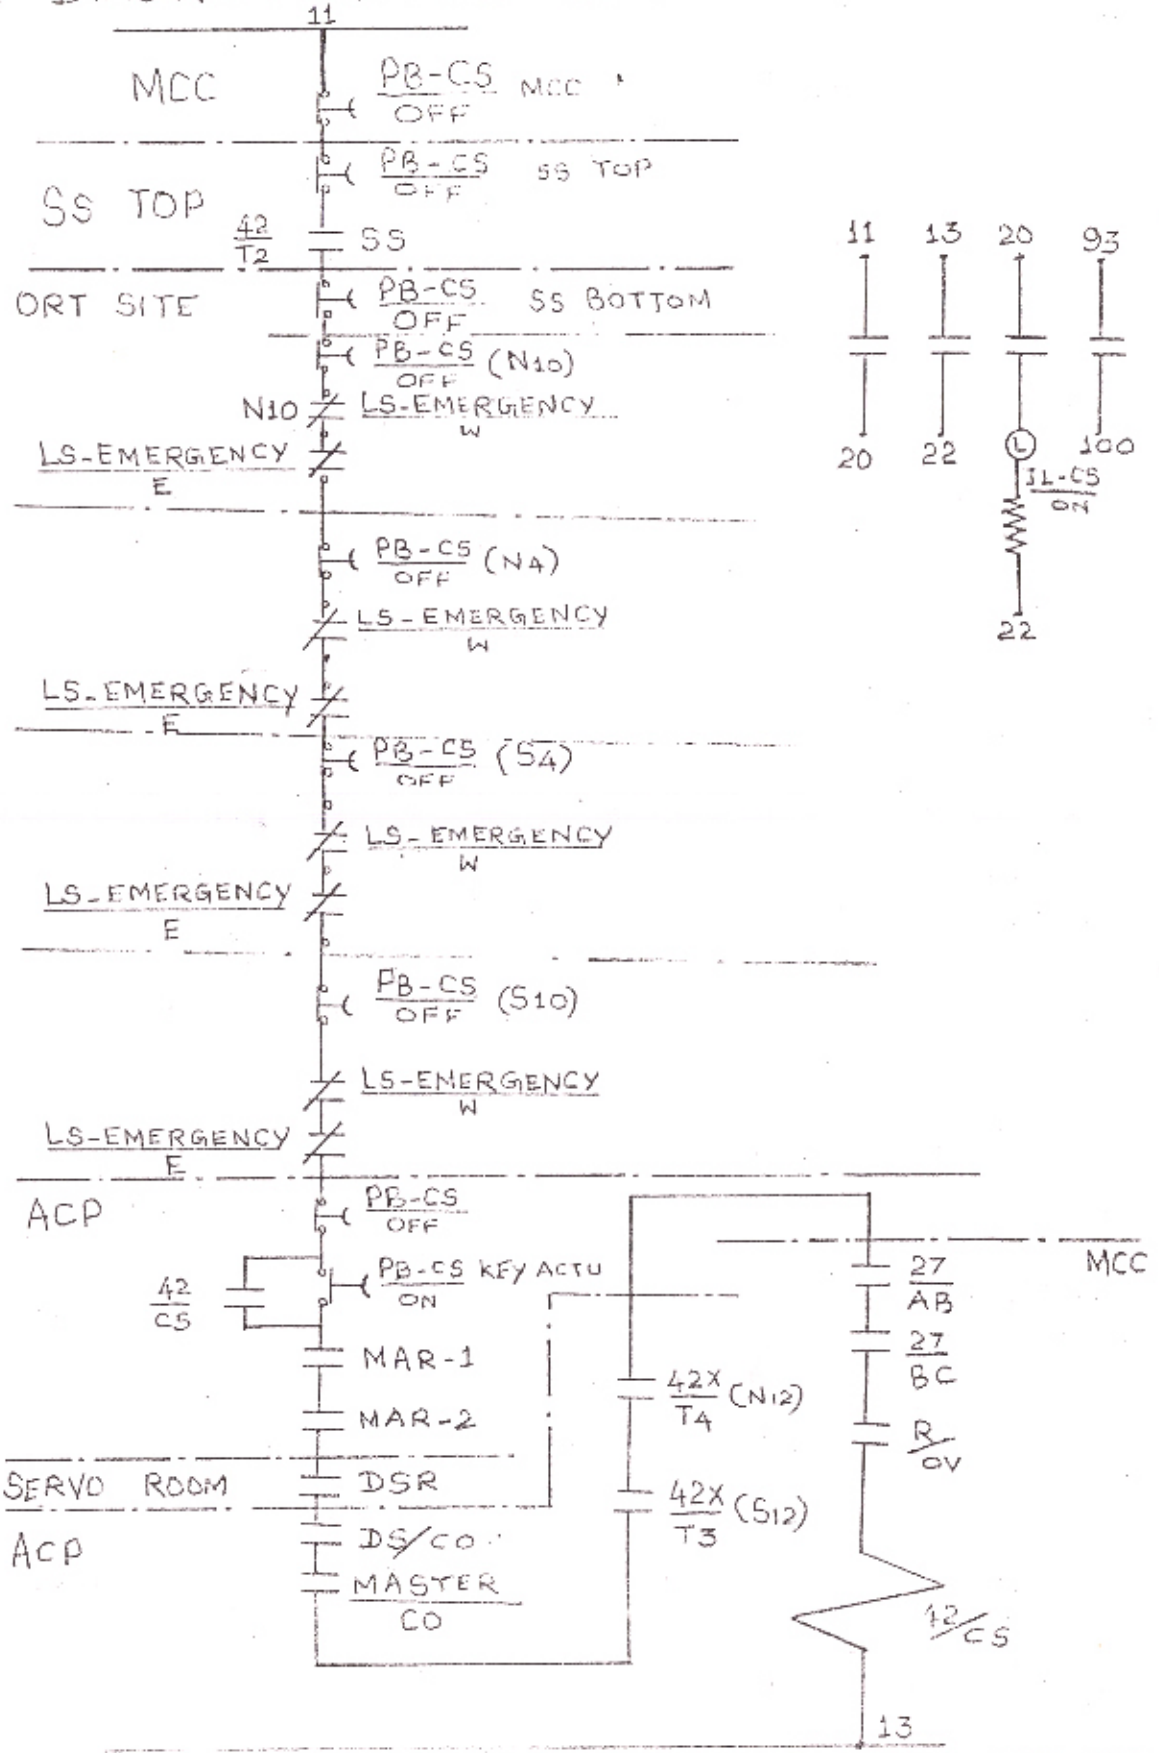 11
MCC
PB-CS MCC
OFF
SS TOP
PB-CS SS TOP
OFF
42
T2
SS
ORT SITE
PB-CS SS BOTTOM
OFF
PB-CS (N10)
OFF
N10 LS-EMERGENCY
W
LS-EMERGENCY
E
PB-CS (N4)
OFF
LS-EMERGENCY
W
LS-EMERGENCY
E
PB-CS (S4)
OFF
LS-EMERGENCY
W
LS-EMERGENCY
E
PB-CS (S10)
OFF
LS-EMERGENCY
W
LS-EMERGENCY
E
ACP
PB-CS
OFF
42
CS
PB-CS KEY ACTU
ON
MAR-1
MAR-2
SERVO ROOM
DSR
ACP
DS/CO
MASTER
CO
42X (N12)
T4
42X (S12)
T3
MCC
27
AB
27
BC
R/OV
42/CS
13
11 13 20 93
20 22 L 100
IL-CS
ON
22